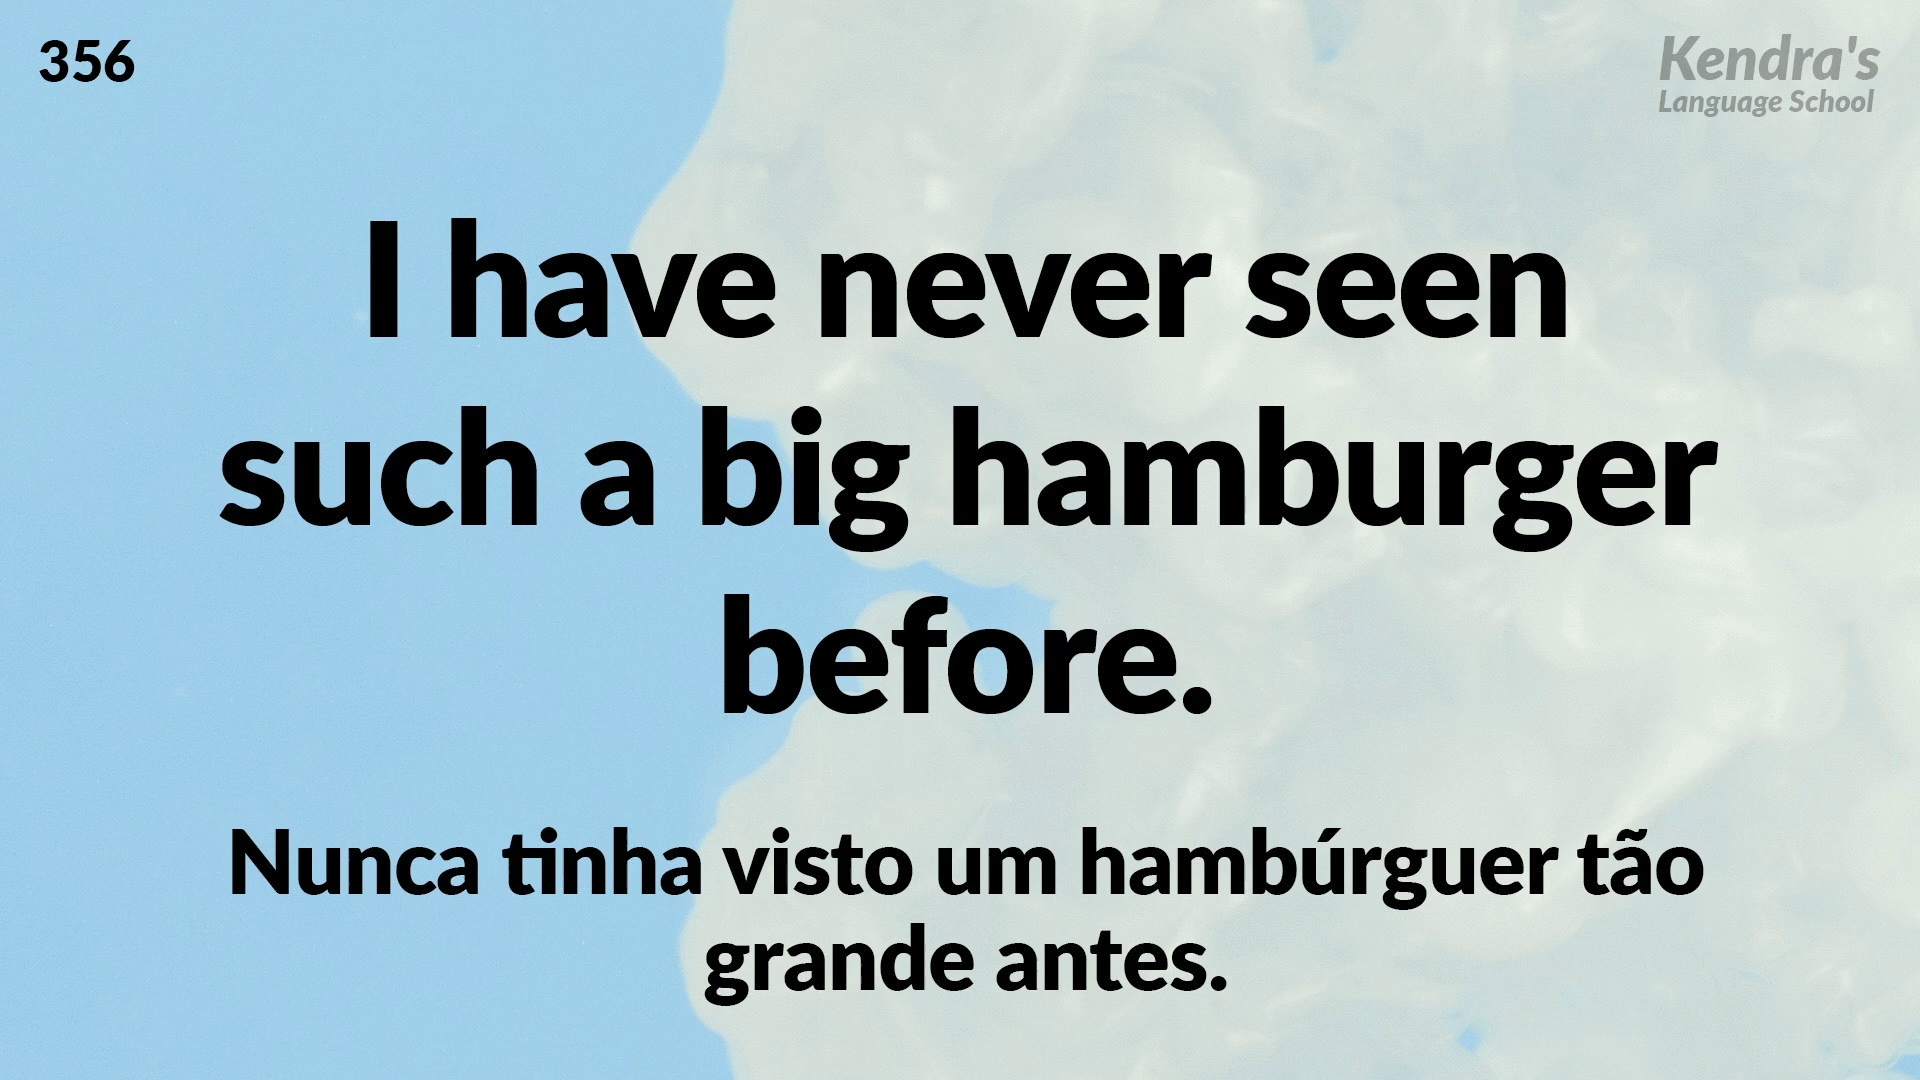 356
Kendra's
Language School
I have never seen
such a big hamburger
before.
Nunca tinha visto um hambúrguer tão
grande antes.